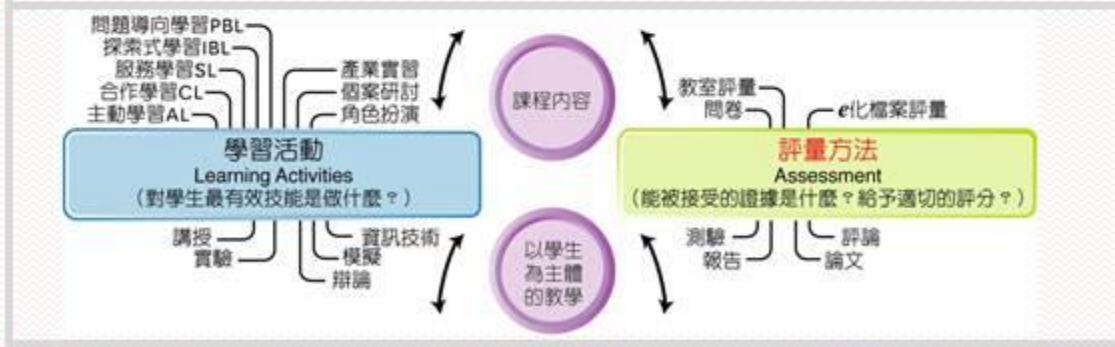 問題導向學習PBL
探索式學習IBL
服務學習SL
合作學習CL
主動學習AL
產業實習
個案研討
角色扮演
學習活動
Learning Activities
(對學生最有效技能是做什麼?)
講授
實驗
資訊技術
模擬
辯論
課程內容
以學生
為主體
的教學
教室評量
問卷
e化檔案評量
評量方法
Assessment
(能被接受的證據是什麼?給予適切的評分?)
測驗
報告
評論
論文